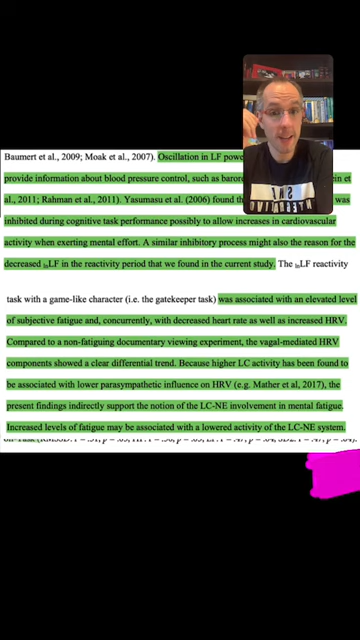 Baumert et al., 2009; Moak et al., 2007). Oscillation in LF powe
provide information about blood pressure control, such as baror
al., 2011; Rahman et al., 2011). Yasumasu et al. (2006) found th
inhibited during cognitive task performance possibly to allow increases in cardiovascular
activity when exerting mental effort. A similar inhibitory process might also the reason for the
decreased lnLF in the reactivity period that we found in the current study. The lnLF reactivity
task with a game-like character (i.e. the gatekeeper task) was associated with an elevated level
of subjective fatigue and, concurrently, with decreased heart rate as well as increased HRV.
Compared to a non-fatiguing documentary viewing experiment, the vagal-mediated HRV
components showed a clear differential trend. Because higher LC activity has been found to
be associated with lower parasympathetic influence on HRV (e.g. Mather et al, 2017), the
present findings indirectly support the notion of the LC-NE involvement in mental fatigue.
Increased levels of fatigue may be associated with a lowered activity of the LC-NE system.